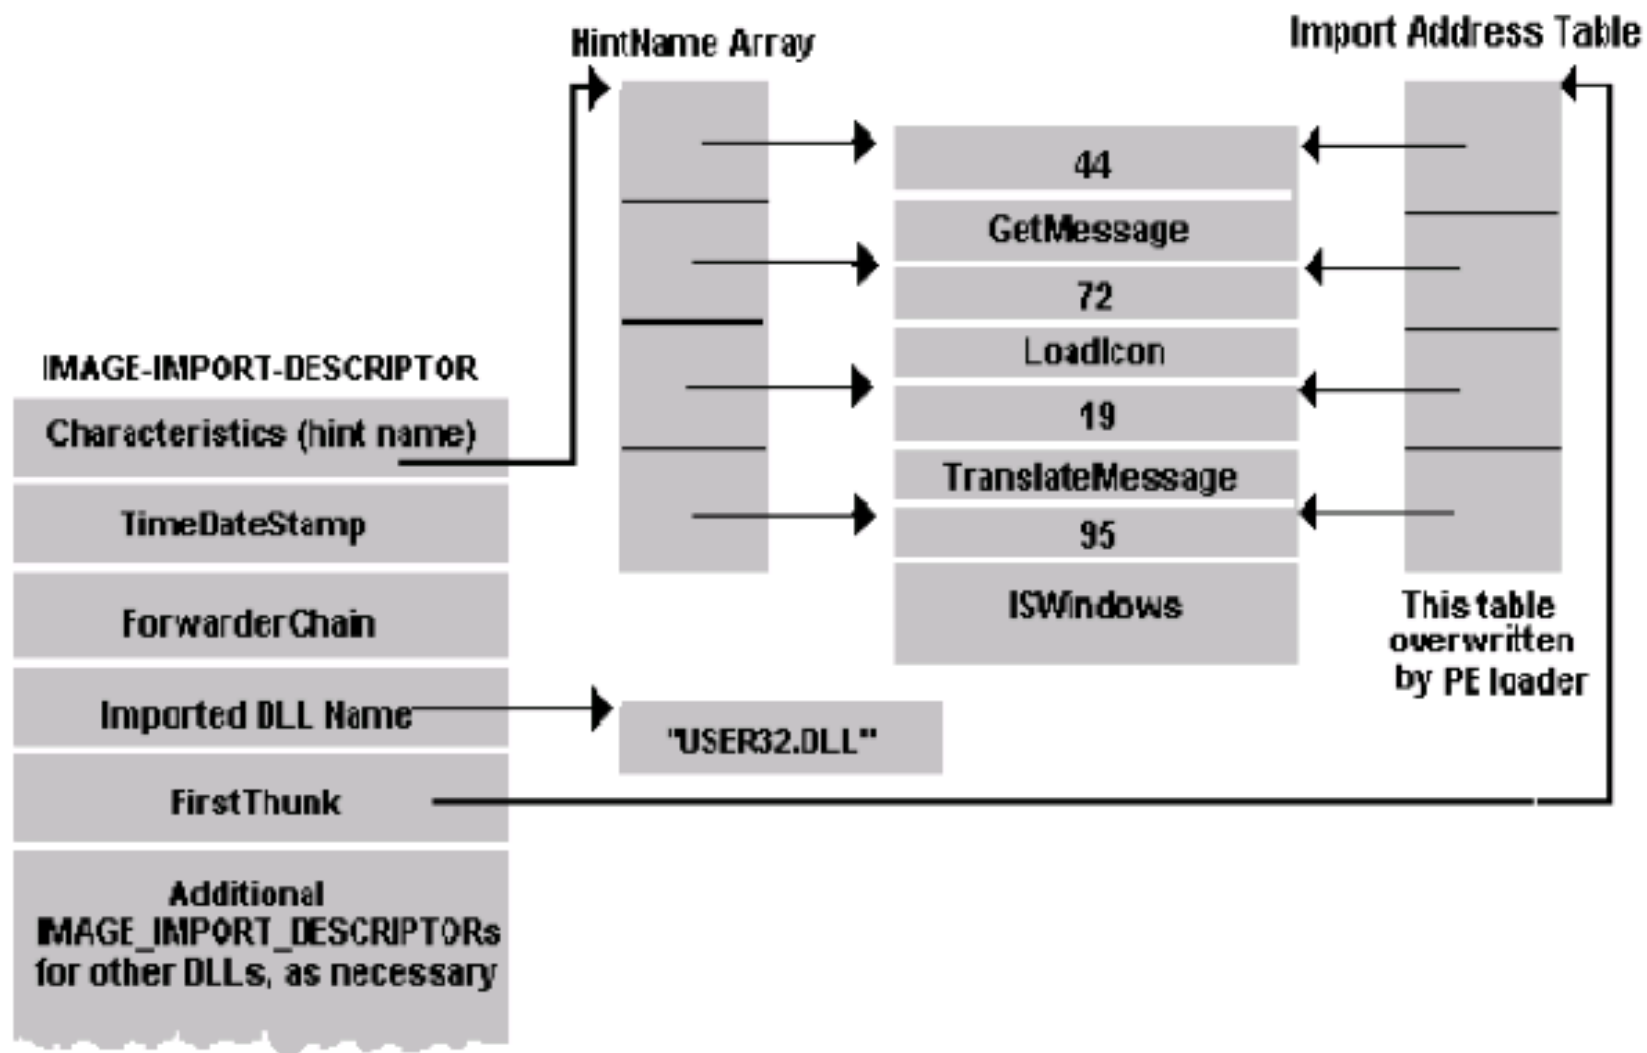 HintName Array
Import Address Table
44
GetMessage
72
LoadIcon
19
TranslateMessage
95
ISWindows
IMAGE-IMPORT-DESCRIPTOR
Characteristics (hint name)
TimeDateStamp
ForwarderChain
Imported DLL Name
"USER32.DLL"
FirstThunk
Additional
IMAGE_IMPORT_DESCRIPTORs
for other DLLs, as necessary
This table
overwritten
by PE loader